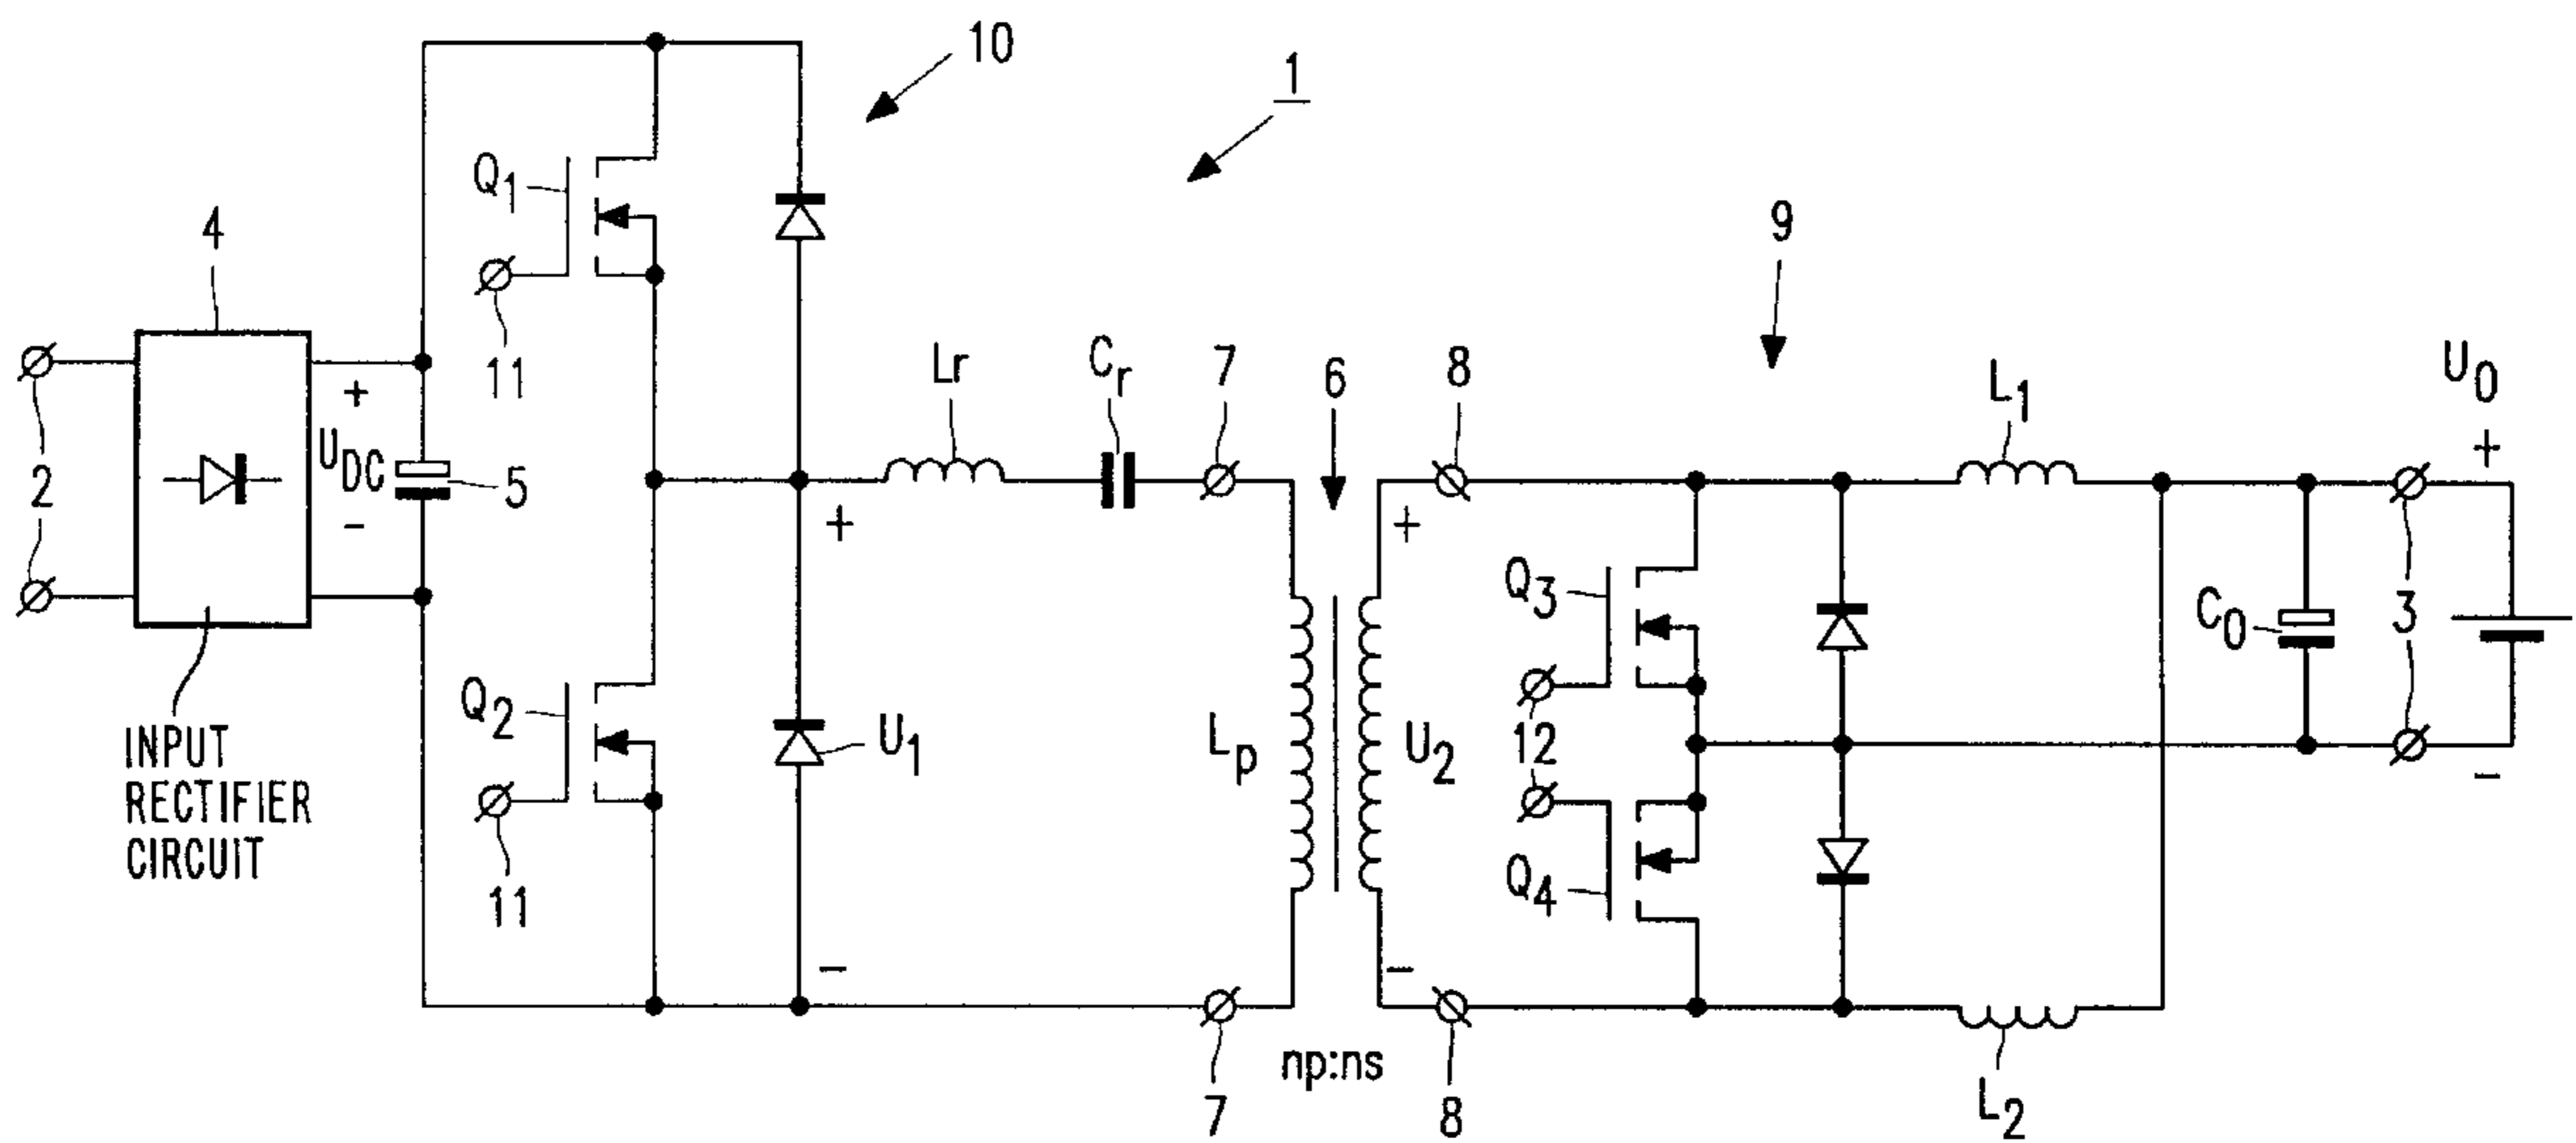 10
1
Q1
4
9
11
Lr
Cr
7
6
8
L1
U0
+
+
UDC
5
2
-
+
+
Q3
C0
3
Q2
U1
Lp
U2
12
-
INPUT
RECTIFIER
CIRCUIT
Q4
11
-
-
np:ns
7
8
L2